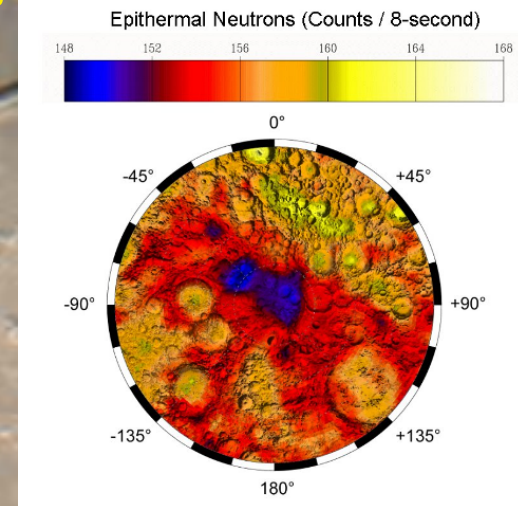 Epithermal Neutrons (Counts / 8-second)
148 152 156 160 164 168
0°
-45° +45°
-90° +90°
-135° +135°
180°